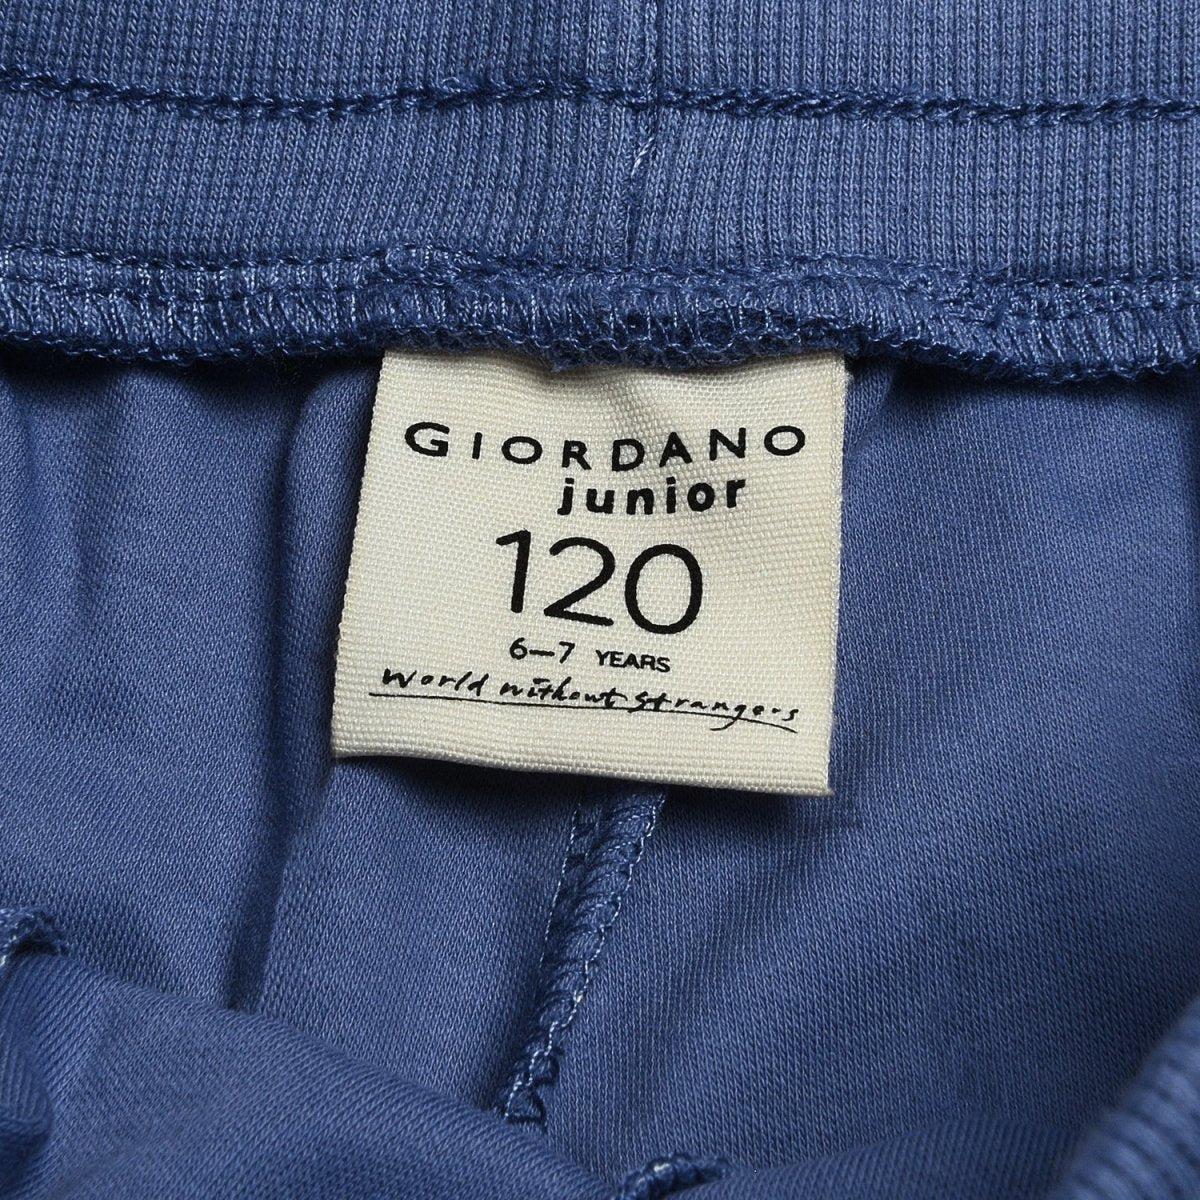 GIORDANO
junior
120
6–7 YEARS
World without strangers